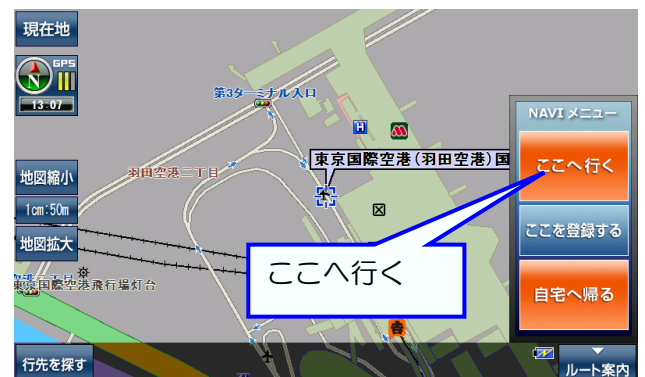 現在地
GPS
N
13:07
第3ターミナル入口
H
NAVI メニュー
東京国際空港(羽田空港)国
ここへ行く
羽田空港二丁目
地図縮小
1cm:50m
ここを登録する
地図拡大
ここへ行く
東京国際空港飛行場灯台
自宅へ帰る
行先を探す
ルート案内